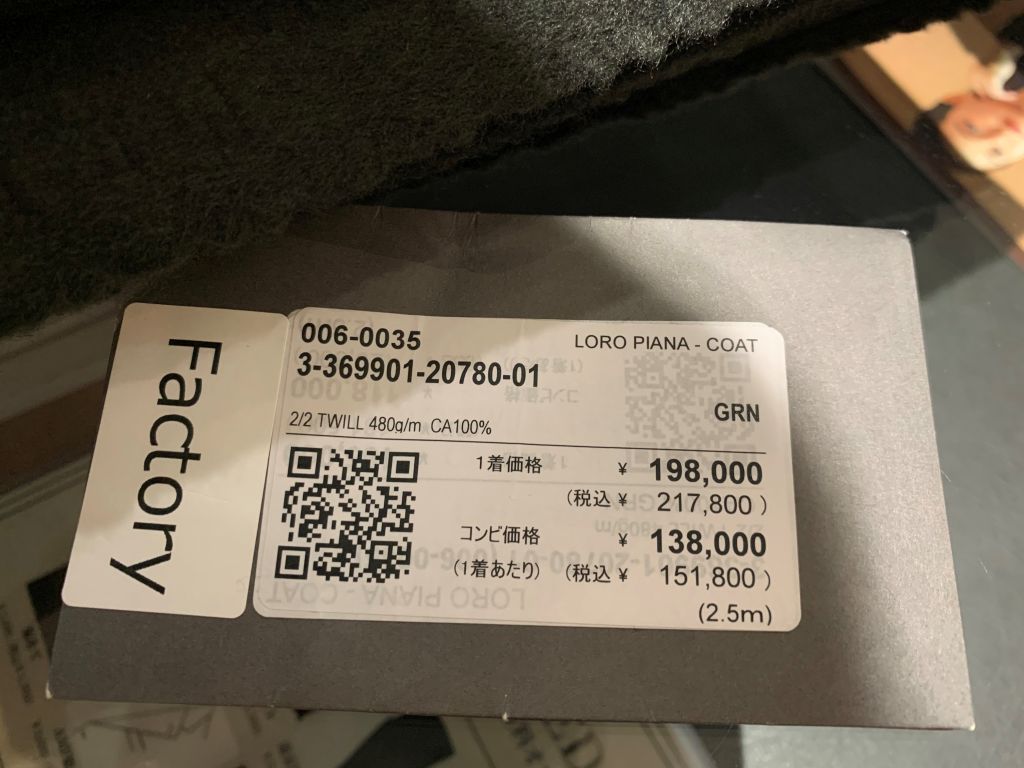 Factory
006-0035
LORO PIANA - COAT
3-369901-20780-01
GRN
2/2 TWILL 480g/m CA100%
1着価格 ¥ 198,000
(税込 ¥ 217,800 )
コンビ価格 ¥ 138,000
(1着あたり) (税込 ¥ 151,800 )
(2.5m)